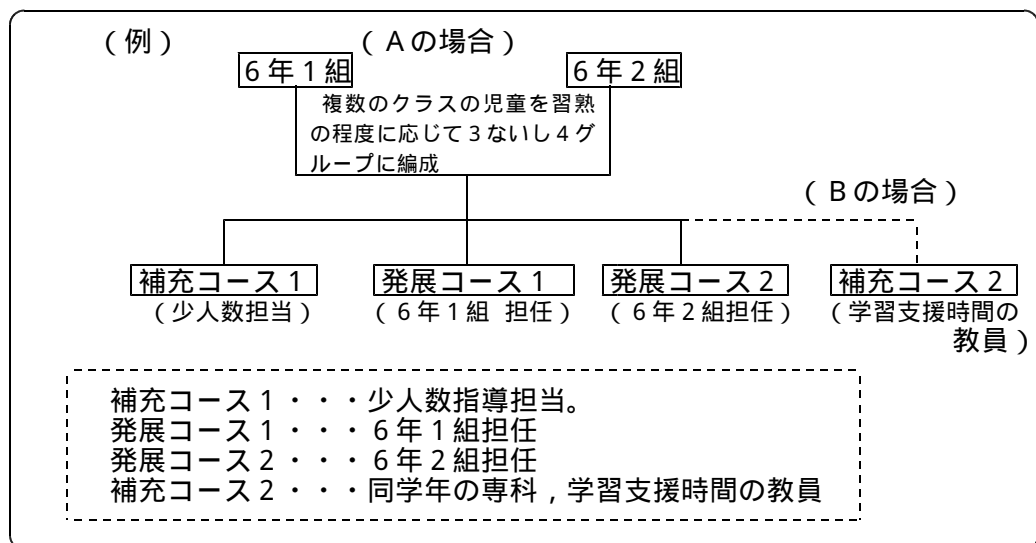 （例）　（Ａの場合）
６年１組　６年２組
複数のクラスの児童を習熟
の程度に応じて３ないし４グ
ループに編成
（Ｂの場合）
補充コース１　発展コース１　発展コース２　補充コース２
（少人数担当）　（６年１組 担任）　（６年２組担任）　（学習支援時間の
教員）
補充コース１・・・少人数指導担当。
発展コース１・・・６年１組担任
発展コース２・・・６年２組担任
補充コース２・・・同学年の専科，学習支援時間の教員